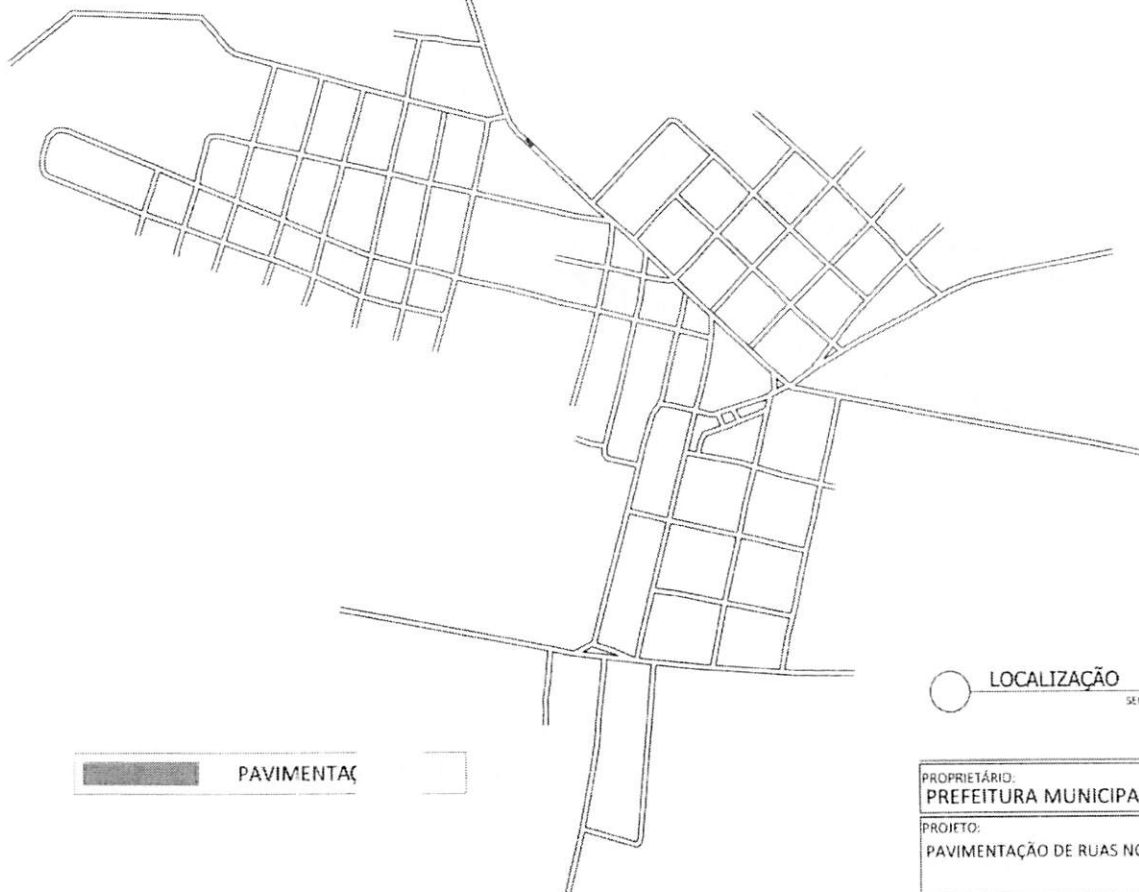 LOCALIZAÇÃO
PAVIMENTAÇ
PROPRIETÁRIO:
PREFEITURA MUNICIPA
PROJETO:
PAVIMENTAÇÃO DE RUAS NO